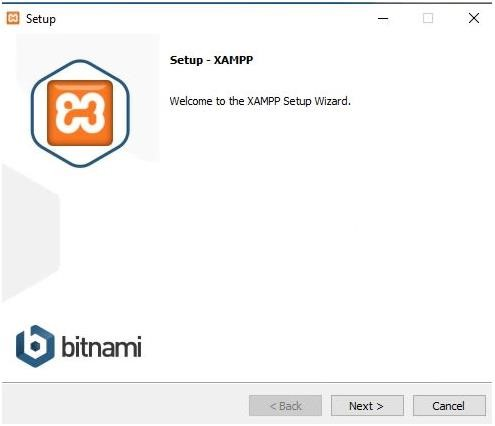 Setup
Setup - XAMPP
Welcome to the XAMPP Setup Wizard.
bitnami
< Back
Next >
Cancel